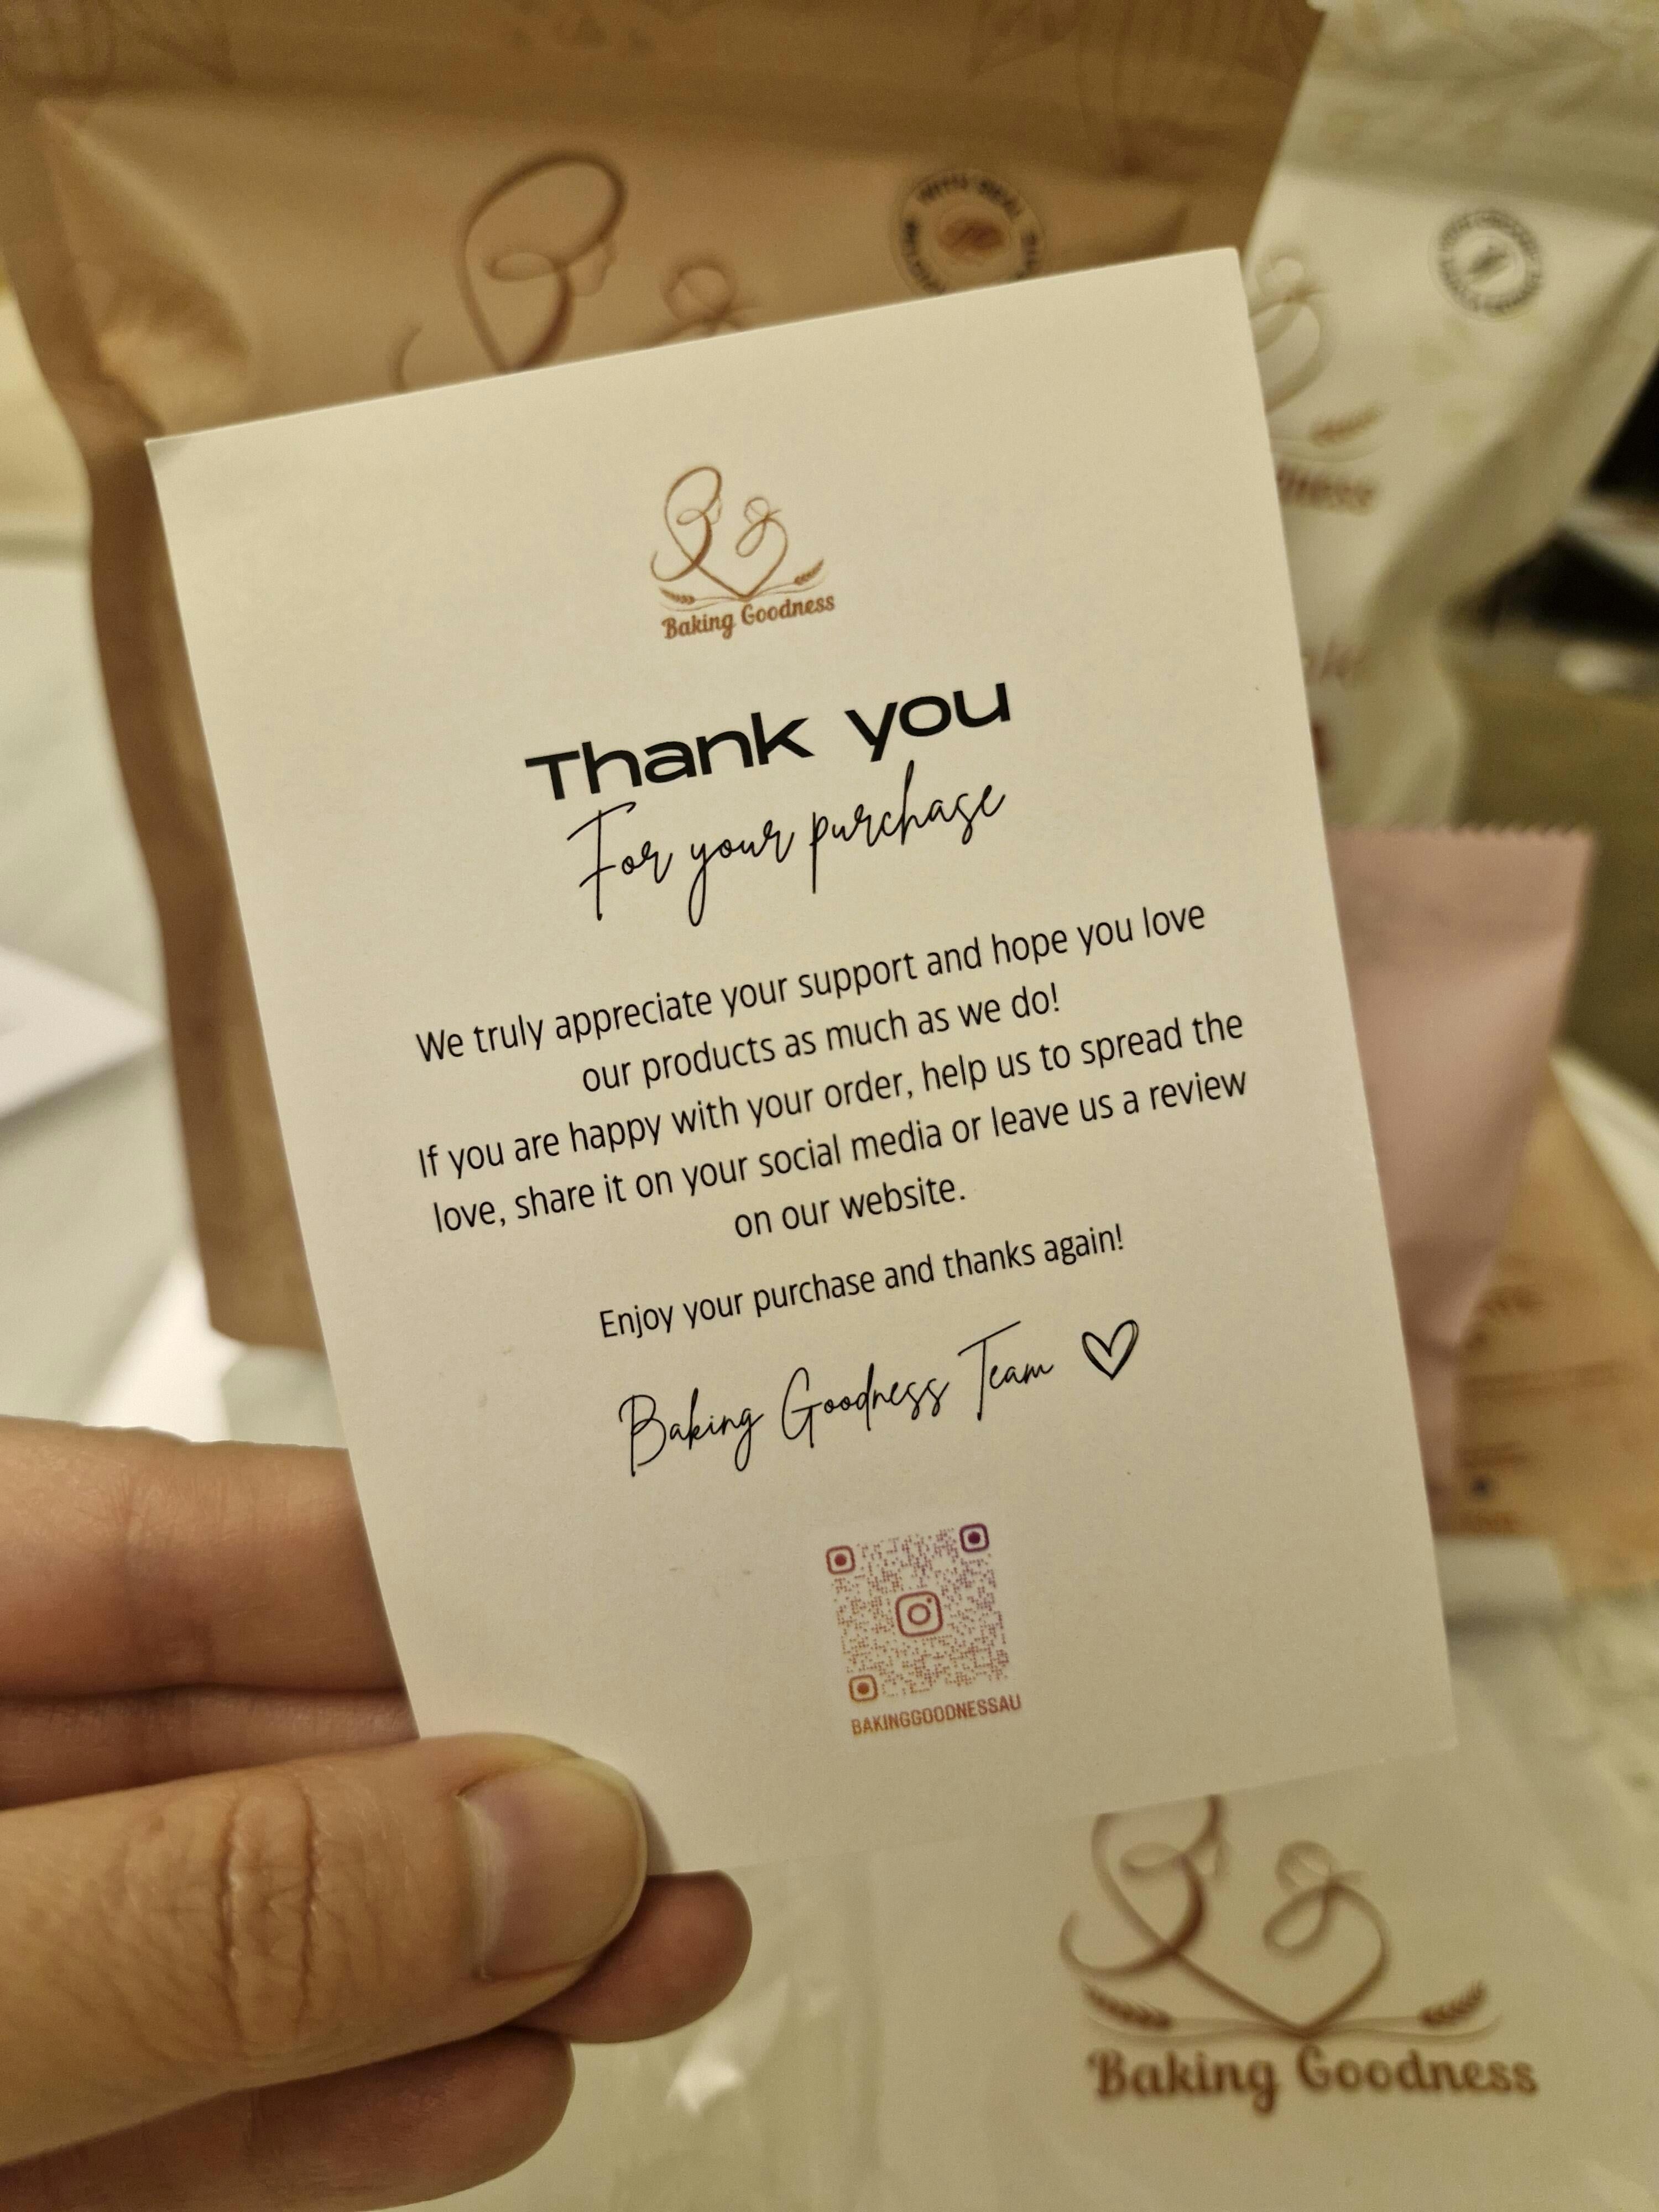 Baking Goodness
Thank you
For your purchase
We truly appreciate your support and hope you love
our products as much as we do!
If you are happy with your order, help us to spread the
love, share it on your social media or leave us a review
on our website.
Enjoy your purchase and thanks again!
Baking Goodness Team
BAKINGGOODNESSAU
Baking Goodness